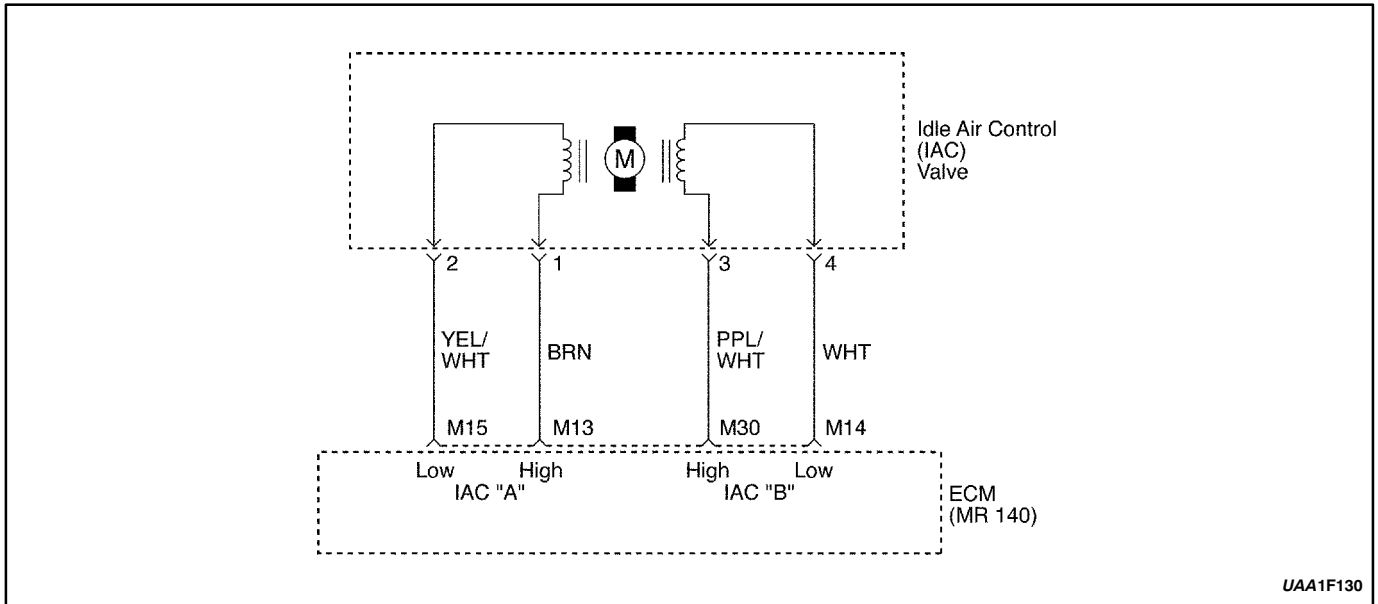 Idle Air Control
(IAC)
Valve
M
2
1
3
4
YEL/
WHT
BRN
PPL/
WHT
WHT
M15
M13
M30
M14
Low
High
High
Low
IAC "A"
IAC "B"
ECM
(MR 140)
UAA1F130